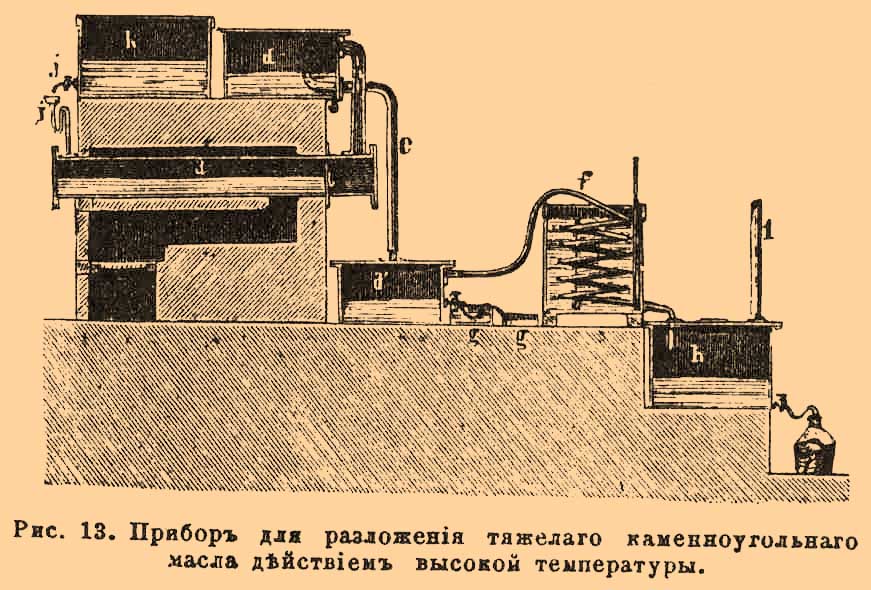 k
d
j
j
c
a
f
l
d
g
g
h
Рис. 13. Приборъ для разложенія тяжелаго каменноугольнаго
масла дѣйствіемъ высокой температуры.